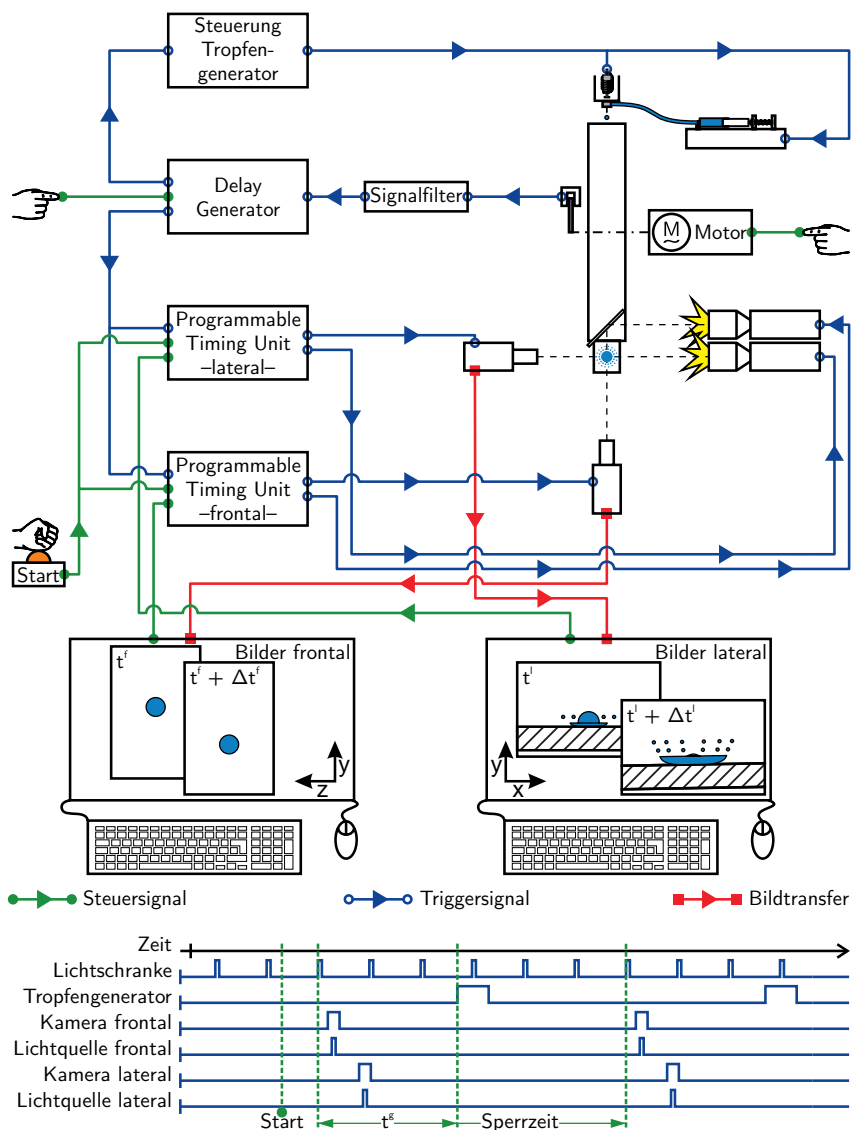 Steuerung
Tropfen-
generator
Delay
Generator
Signalfilter
M
~
Motor
Programmable
Timing Unit
–lateral–
Programmable
Timing Unit
–frontal–
Start
Bilder frontal
t^f
t^f + Δt^f
y
z
Bilder lateral
t^l
t^l + Δt^l
y
x
Steuersignal
Triggersignal
Bildtransfer
Zeit
Lichtschranke
Tropfengenerator
Kamera frontal
Lichtquelle frontal
Kamera lateral
Lichtquelle lateral
Start
t^g
Sperrzeit